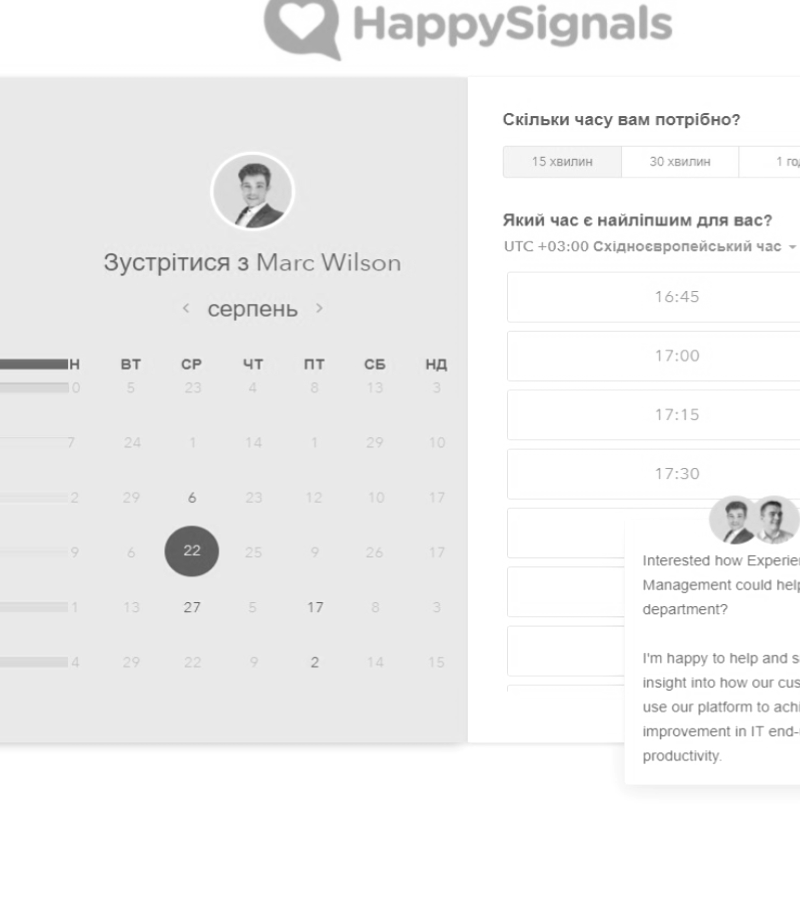 HappySignals
Зустрітися з Marc Wilson
‹ серпень ›
Н ВТ СР ЧТ ПТ СБ НД
0 5 23 4 8 13 3
7 24 1 14 1 29 10
2 29 6 23 12 10 17
9 6 22 25 9 26 17
1 13 27 5 17 8 3
4 29 22 9 2 14 15
Скільки часу вам потрібно?
15 хвилин 30 хвилин 1 го
Який час є найліпшим для вас?
UTC +03:00 Східноєвропейський час
16:45
17:00
17:15
17:30
Interested how Experie
Management could help
department?
I'm happy to help and s
insight into how our cus
use our platform to achi
improvement in IT end-
productivity.